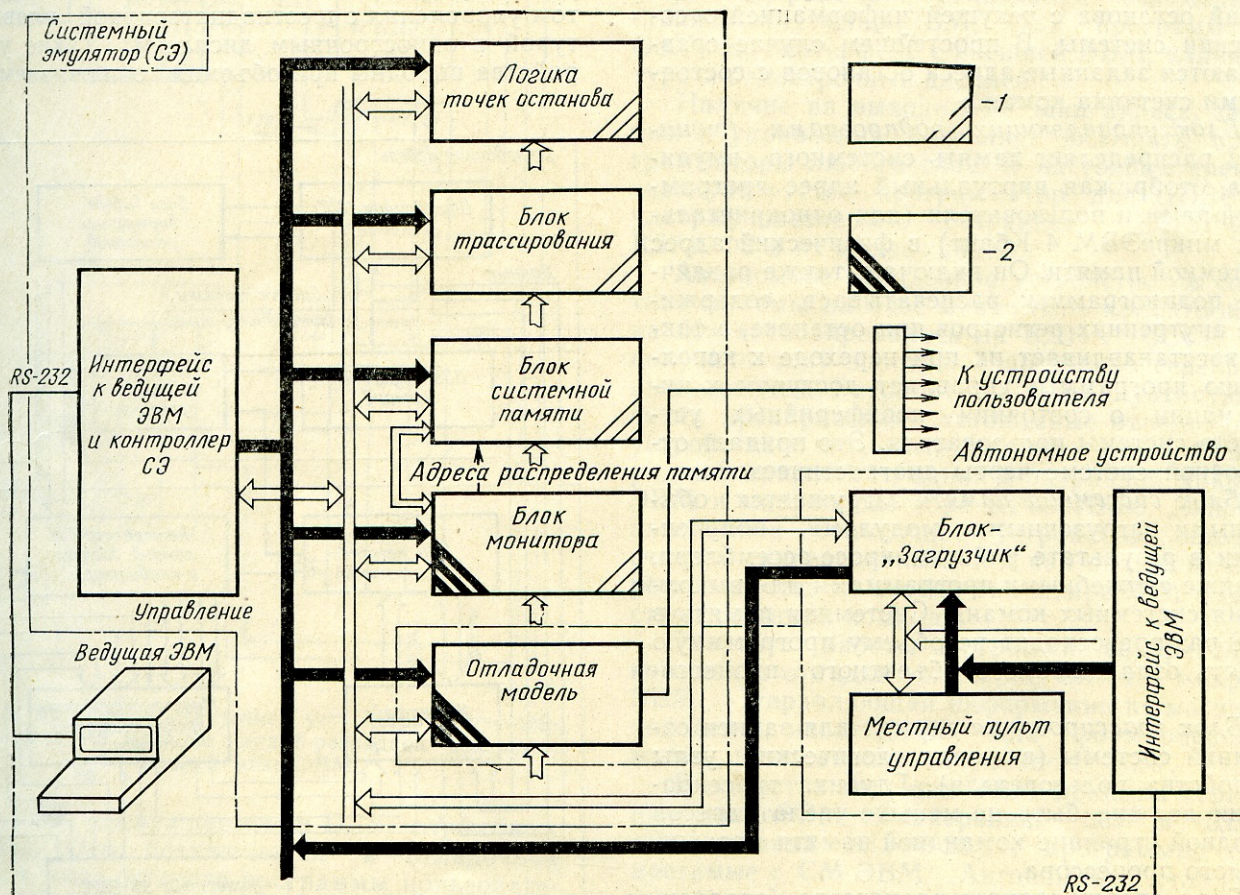 Системный
эмулятор (СЭ)
Логика
точек останова
-1
Блок
трассирования
-2
RS-232
Интерфейс
к ведущей
ЭВМ
и контроллер
СЭ
Блок
системной
памяти
К устройству
пользователя
Адреса распределения памяти
Автономное устройство
Блок
монитора
Блок-
„Загрузчик“
Управление
Ведущая ЭВМ
Отладочная
модель
Местный пульт
управления
Интерфейс к ведущей
ЭВМ
RS-232